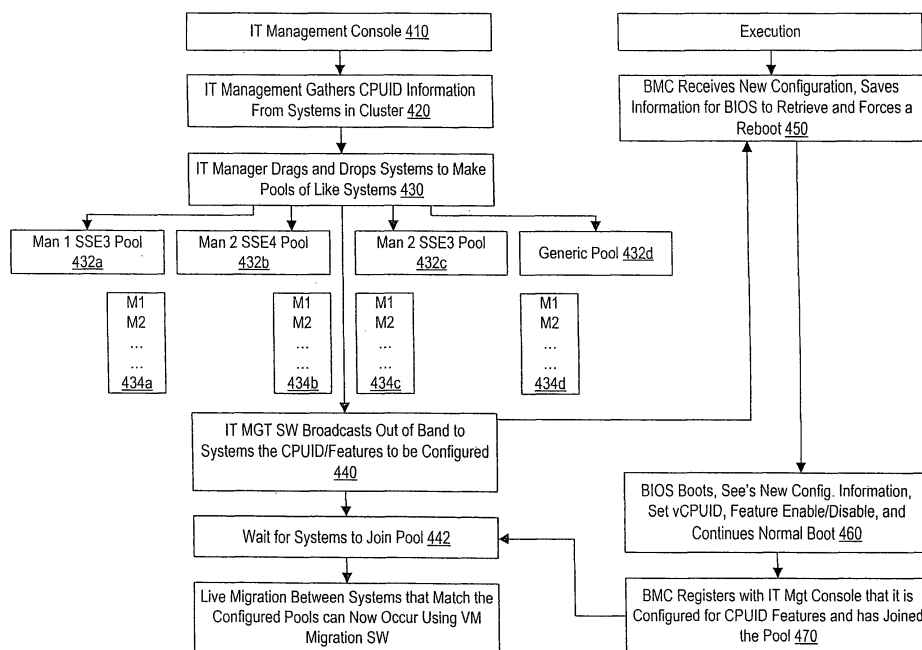 IT Management Console 410
Execution
IT Management Gathers CPUID Information
From Systems in Cluster 420
BMC Receives New Configuration, Saves
Information for BIOS to Retrieve and Forces a
Reboot 450
IT Manager Drags and Drops Systems to Make
Pools of Like Systems 430
Man 1 SSE3 Pool
432a
Man 2 SSE4 Pool
432b
Man 2 SSE3 Pool
432c
Generic Pool 432d
M1
M2
...
...
434a
M1
M2
...
...
434b
M1
M2
...
...
434c
M1
M2
...
...
434d
IT MGT SW Broadcasts Out of Band to
Systems the CPUID/Features to be Configured
440
BIOS Boots, See's New Config. Information,
Set vCPUID, Feature Enable/Disable, and
Continues Normal Boot 460
Wait for Systems to Join Pool 442
Live Migration Between Systems that Match the
Configured Pools can Now Occur Using VM
Migration SW
BMC Registers with IT Mgt Console that it is
Configured for CPUID Features and has Joined
the Pool 470